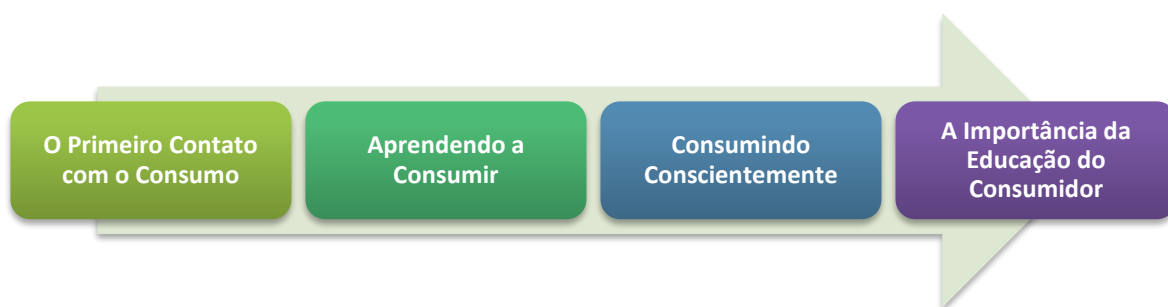 O Primeiro Contato
com o Consumo
Aprendendo a
Consumir
Consumindo
Conscientemente
A Importância da
Educação do
Consumidor